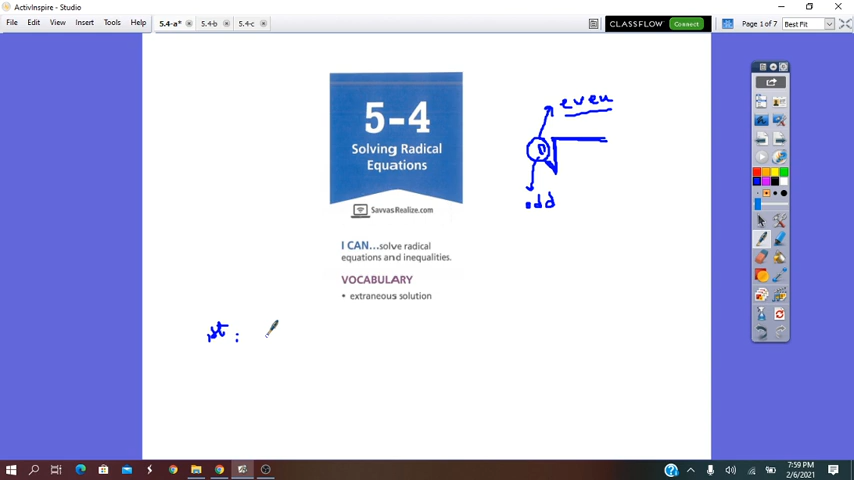 ActivInspire - Studio
File Edit View Insert Tools Help
5.4-a* 5.4-b 5.4-c
CLASSFLOW Connect
Page 1 of 7 Best Fit
5-4
Solving Radical
Equations
SavvasRealize.com
I CAN...solve radical
equations and inequalities.
VOCABULARY
• extraneous solution
even
n
odd
1st:
7:59 PM
2/6/2021